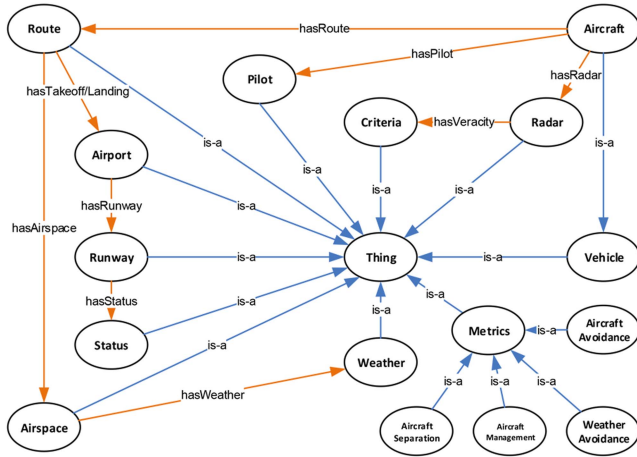 Route
hasRoute
Aircraft
hasPilot
Pilot
hasRadar
hasTakeoff/Landing
Criteria
hasVeracity
Radar
is-a
is-a
is-a
Airport
is-a
is-a
is-a
hasRunway
is-a
hasAirspace
Runway
is-a
Thing
is-a
Vehicle
hasStatus
is-a
is-a
Status
is-a
is-a
Metrics
is-a
Aircraft
Avoidance
Weather
hasWeather
is-a
is-a
is-a
Airspace
Aircraft
Separation
Aircraft
Management
Weather
Avoidance